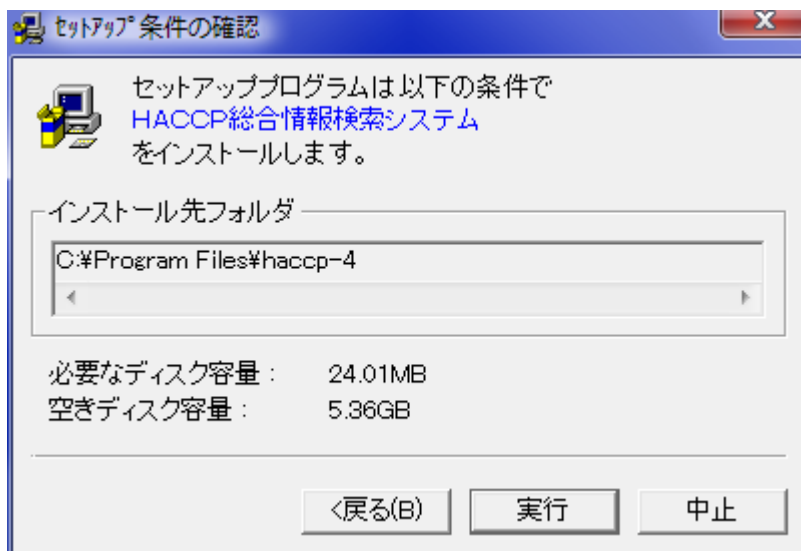 ｾｯﾄｱｯﾌﾟ条件の確認
セットアッププログラムは以下の条件で
HACCP総合情報検索システム
をインストールします。
インストール先フォルダ
C:¥Program Files¥haccp-4
必要なディスク容量： 24.01MB
空きディスク容量： 5.36GB
<戻る(B) 実行 中止